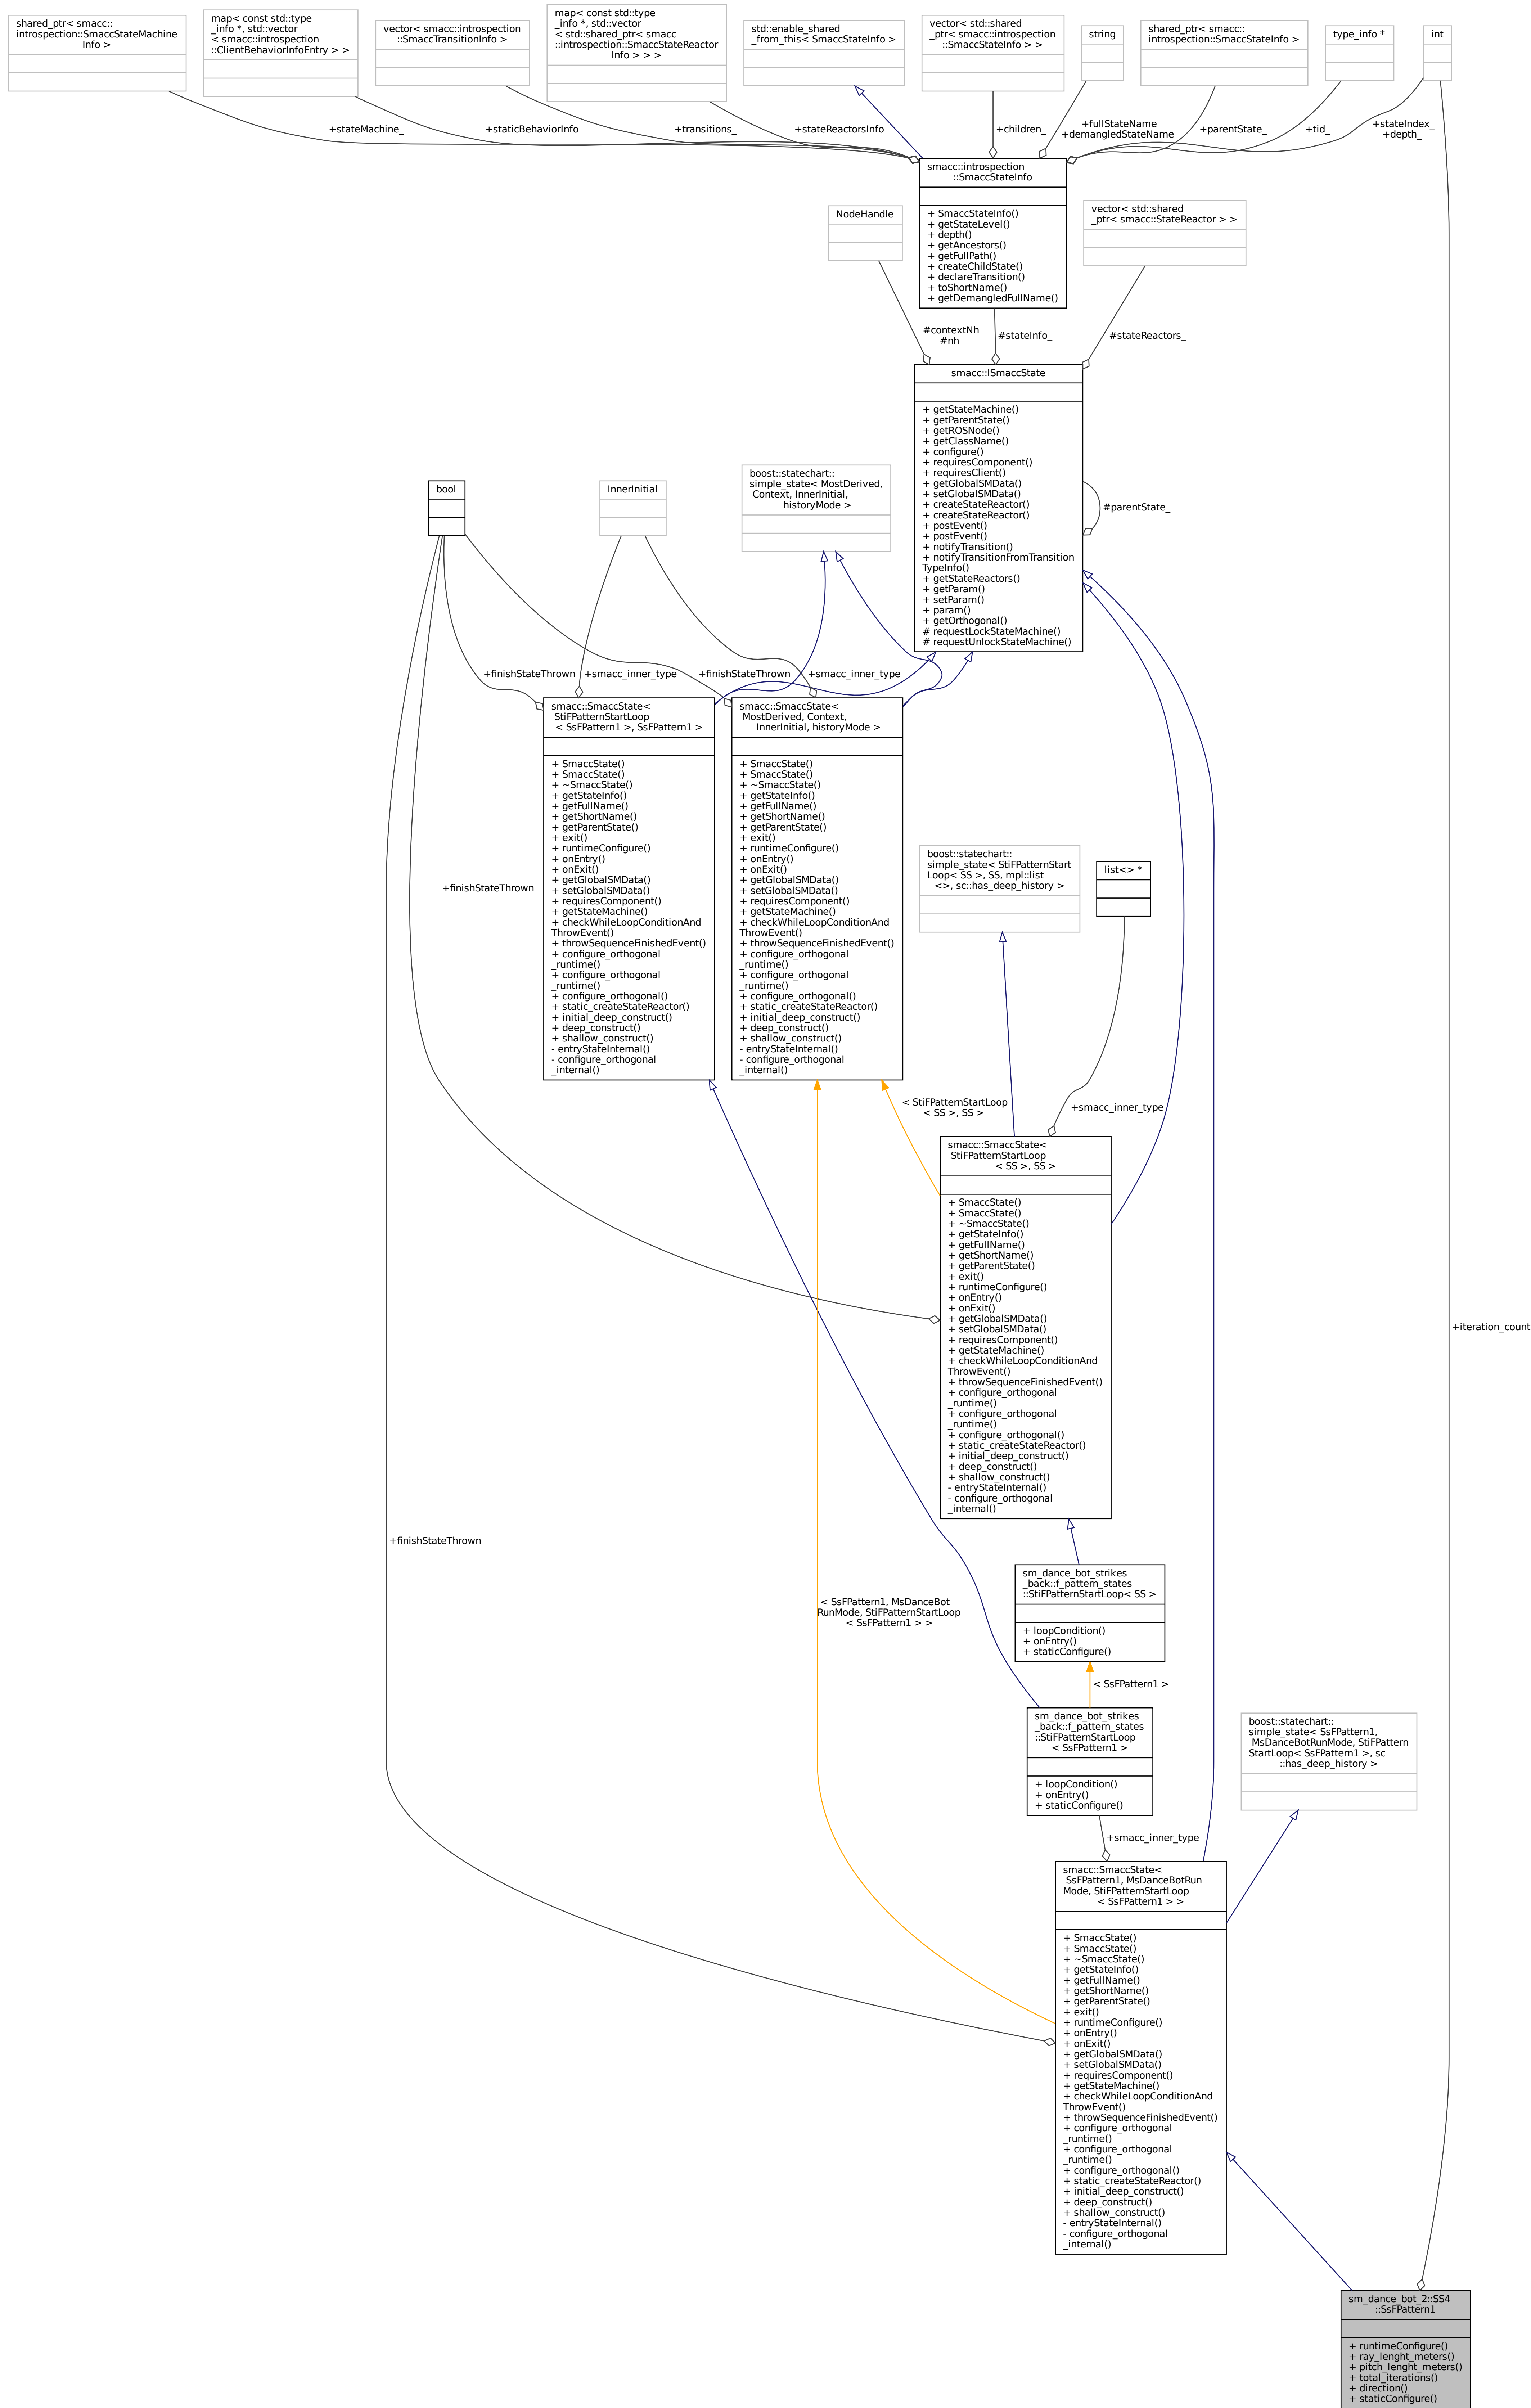 shared_ptr< smacc::
introspection::SmaccStateMachine
Info >
map< const std::type
_info *, std::vector
< smacc::introspection
::ClientBehaviorInfoEntry > >
vector< smacc::introspection
::SmaccTransitionInfo >
map< const std::type
_info *, std::vector
< std::shared_ptr< smacc
::introspection::SmaccStateReactor
Info > > >
std::enable_shared
_from_this< SmaccStateInfo >
vector< std::shared
_ptr< smacc::introspection
::SmaccStateInfo > >
string
shared_ptr< smacc::
introspection::SmaccStateInfo >
type_info *
int
+stateMachine_
+staticBehaviorInfo
+transitions_
+stateReactorsInfo
+children_
+fullStateName
+demangledStateName
+parentState_
+tid_
+stateIndex_
+depth_
smacc::introspection
::SmaccStateInfo
+ SmaccStateInfo()
+ getStateLevel()
+ depth()
+ getAncestors()
+ getFullPath()
+ createChildState()
+ declareTransition()
+ toShortName()
+ getDemangledFullName()
NodeHandle
vector< std::shared
_ptr< smacc::StateReactor > >
#contextNh
#nh
#stateInfo_
#stateReactors_
smacc::ISmaccState
+ getStateMachine()
+ getParentState()
+ getROSNode()
+ getClassName()
+ configure()
+ requiresComponent()
+ requiresClient()
+ getGlobalSMData()
+ setGlobalSMData()
+ createStateReactor()
+ createStateReactor()
+ postEvent()
+ postEvent()
+ notifyTransition()
+ notifyTransitionFromTransition
TypeInfo()
+ getStateReactors()
+ getParam()
+ setParam()
+ param()
+ getOrthogonal()
# requestLockStateMachine()
# requestUnlockStateMachine()
#parentState_
bool
InnerInitial
boost::statechart::
simple_state< MostDerived,
Context, InnerInitial,
historyMode >
+finishStateThrown
+smacc_inner_type
+finishStateThrown
+smacc_inner_type
smacc::SmaccState<
StiFPatternStartLoop
< SsFPattern1 >, SsFPattern1 >
+ SmaccState()
+ SmaccState()
+ ~SmaccState()
+ getStateInfo()
+ getFullName()
+ getShortName()
+ getParentState()
+ exit()
+ runtimeConfigure()
+ onEntry()
+ onExit()
+ getGlobalSMData()
+ setGlobalSMData()
+ requiresComponent()
+ getStateMachine()
+ checkWhileLoopConditionAnd
ThrowEvent()
+ throwSequenceFinishedEvent()
+ configure_orthogonal
_runtime()
+ configure_orthogonal
_runtime()
+ configure_orthogonal()
+ static_createStateReactor()
+ initial_deep_construct()
+ deep_construct()
+ shallow_construct()
- entryStateInternal()
- configure_orthogonal
_internal()
smacc::SmaccState<
MostDerived, Context,
InnerInitial, historyMode >
+ SmaccState()
+ SmaccState()
+ ~SmaccState()
+ getStateInfo()
+ getFullName()
+ getShortName()
+ getParentState()
+ exit()
+ runtimeConfigure()
+ onEntry()
+ onExit()
+ getGlobalSMData()
+ setGlobalSMData()
+ requiresComponent()
+ getStateMachine()
+ checkWhileLoopConditionAnd
ThrowEvent()
+ throwSequenceFinishedEvent()
+ configure_orthogonal
_runtime()
+ configure_orthogonal
_runtime()
+ configure_orthogonal()
+ static_createStateReactor()
+ initial_deep_construct()
+ deep_construct()
+ shallow_construct()
- entryStateInternal()
- configure_orthogonal
_internal()
+finishStateThrown
boost::statechart::
simple_state< StiFPatternStart
Loop< SS >, SS, mpl::list
<>, sc::has_deep_history >
list<> *
< StiFPatternStartLoop
< SS >, SS >
+smacc_inner_type
smacc::SmaccState<
StiFPatternStartLoop
< SS >, SS >
+ SmaccState()
+ SmaccState()
+ ~SmaccState()
+ getStateInfo()
+ getFullName()
+ getShortName()
+ getParentState()
+ exit()
+ runtimeConfigure()
+ onEntry()
+ onExit()
+ getGlobalSMData()
+ setGlobalSMData()
+ requiresComponent()
+ getStateMachine()
+ checkWhileLoopConditionAnd
ThrowEvent()
+ throwSequenceFinishedEvent()
+ configure_orthogonal
_runtime()
+ configure_orthogonal
_runtime()
+ configure_orthogonal()
+ static_createStateReactor()
+ initial_deep_construct()
+ deep_construct()
+ shallow_construct()
- entryStateInternal()
- configure_orthogonal
_internal()
+iteration_count
+finishStateThrown
sm_dance_bot_strikes
_back::f_pattern_states
::StiFPatternStartLoop< SS >
+ loopCondition()
+ onEntry()
+ staticConfigure()
< SsFPattern1, MsDanceBot
RunMode, StiFPatternStartLoop
< SsFPattern1 > >
< SsFPattern1 >
sm_dance_bot_strikes
_back::f_pattern_states
::StiFPatternStartLoop
< SsFPattern1 >
+ loopCondition()
+ onEntry()
+ staticConfigure()
boost::statechart::
simple_state< SsFPattern1,
MsDanceBotRunMode, StiFPattern
StartLoop< SsFPattern1 >, sc
::has_deep_history >
+smacc_inner_type
smacc::SmaccState<
SsFPattern1, MsDanceBotRun
Mode, StiFPatternStartLoop
< SsFPattern1 > >
+ SmaccState()
+ SmaccState()
+ ~SmaccState()
+ getStateInfo()
+ getFullName()
+ getShortName()
+ getParentState()
+ exit()
+ runtimeConfigure()
+ onEntry()
+ onExit()
+ getGlobalSMData()
+ setGlobalSMData()
+ requiresComponent()
+ getStateMachine()
+ checkWhileLoopConditionAnd
ThrowEvent()
+ throwSequenceFinishedEvent()
+ configure_orthogonal
_runtime()
+ configure_orthogonal
_runtime()
+ configure_orthogonal()
+ static_createStateReactor()
+ initial_deep_construct()
+ deep_construct()
+ shallow_construct()
- entryStateInternal()
- configure_orthogonal
_internal()
sm_dance_bot_2::SS4
::SsFPattern1
+ runtimeConfigure()
+ ray_lenght_meters()
+ pitch_lenght_meters()
+ total_iterations()
+ direction()
+ staticConfigure()